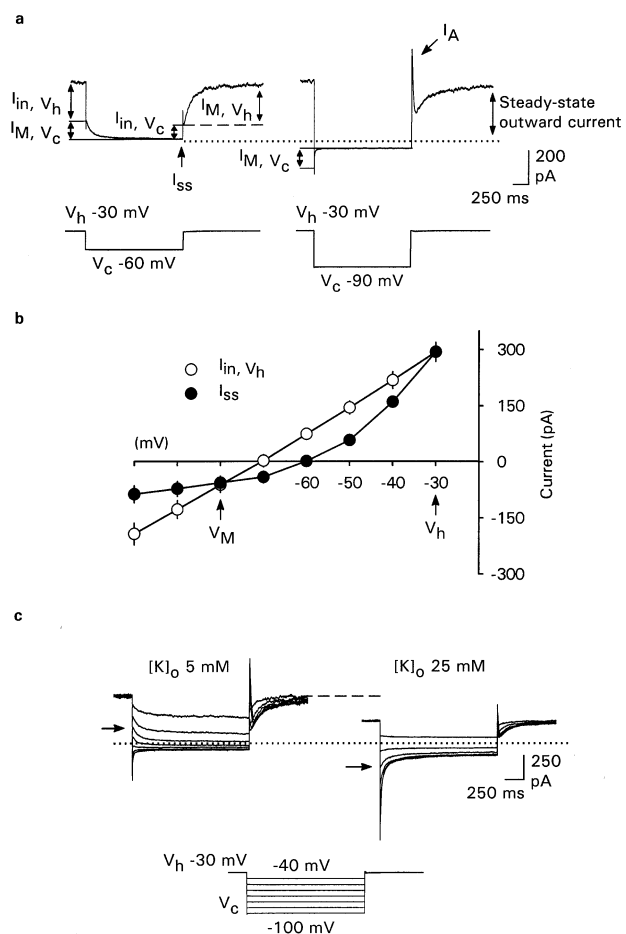 a
I_A
I_in, V_h
I_M, V_c
I_in, V_c
I_M, V_h
I_ss
I_M, V_c
Steady-state
outward current
200
pA
250 ms
V_h -30 mV
V_c -60 mV
V_h -30 mV
V_c -90 mV
b
I_in, V_h
I_ss
(mV)
300
150
0
-150
-300
Current (pA)
-60 -50 -40 -30
V_M
V_h
c
[K]_o 5 mM
[K]_o 25 mM
250
pA
250 ms
V_h -30 mV
-40 mV
V_c
-100 mV